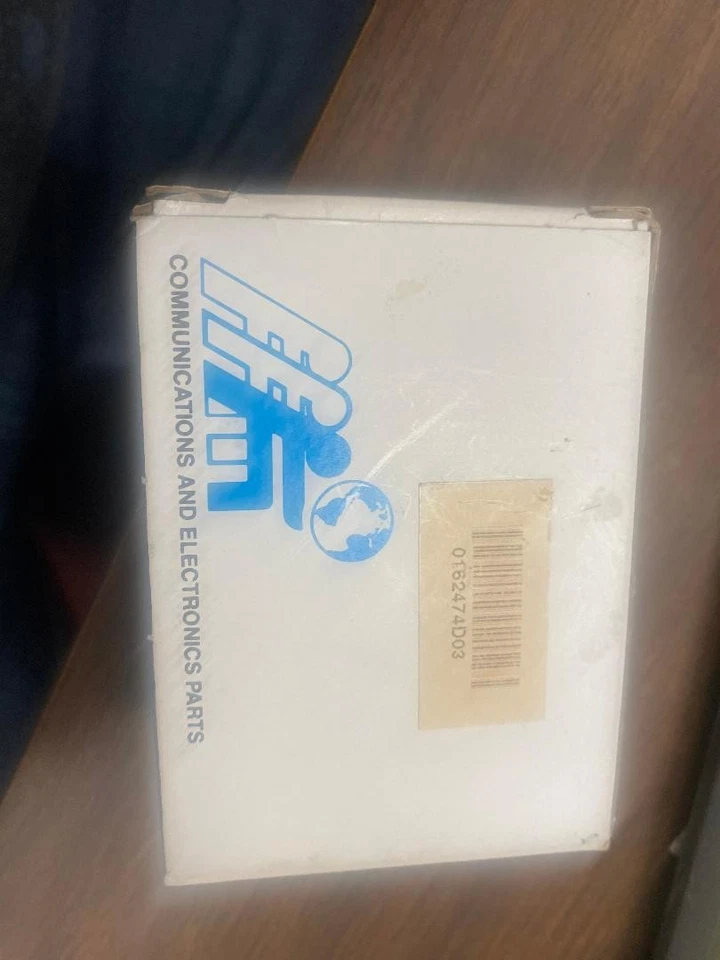 COMMUNICATIONS AND ELECTRONICS PARTS
0162474D03